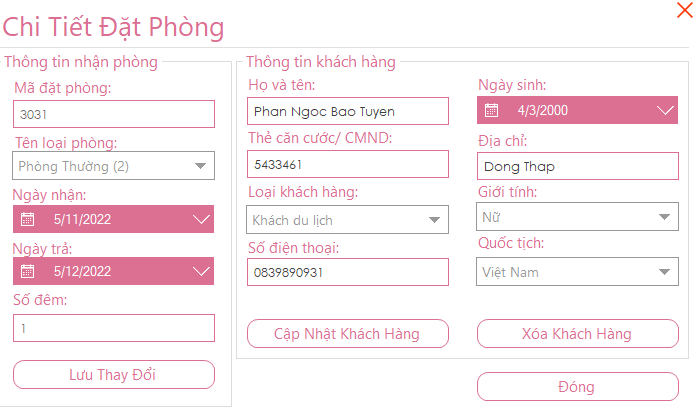 Chi Tiết Đặt Phòng
Thông tin nhận phòng
Mã đặt phòng:
3031
Tên loại phòng:
Phòng Thường (2)
Ngày nhận:
5/11/2022
Ngày trả:
5/12/2022
Số đêm:
1
Lưu Thay Đổi
Thông tin khách hàng
Họ và tên:
Phan Ngoc Bao Tuyen
Thẻ căn cước/ CMND:
5433461
Loại khách hàng:
Khách du lịch
Số điện thoại:
0839890931
Cập Nhật Khách Hàng
Ngày sinh:
4/3/2000
Địa chỉ:
Dong Thap
Giới tính:
Nữ
Quốc tịch:
Việt Nam
Xóa Khách Hàng
Đóng